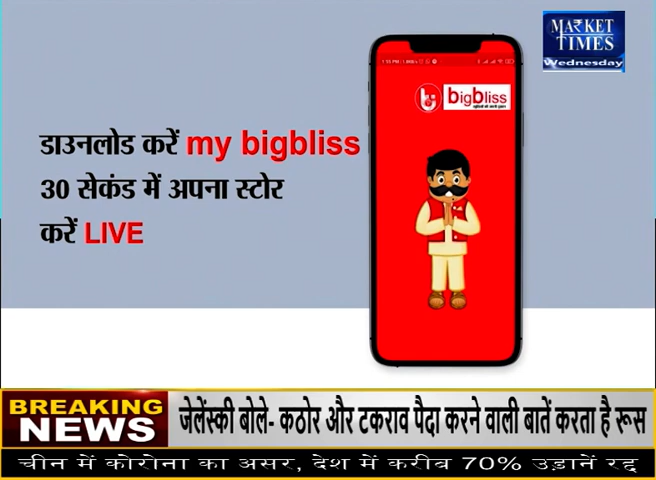 MARKET
TIMES
Wednesday
bigbliss
डाउनलोड करें my bigbliss
30 सेकंड में अपना स्टोर
करें LIVE
BREAKING
NEWS
जेलेंस्की बोले- कठोर और टकराव पैदा करने वाली बातें करता है रूस
चीन में कोरोना का असर, देश में करीब 70% उड़ानें रद्द